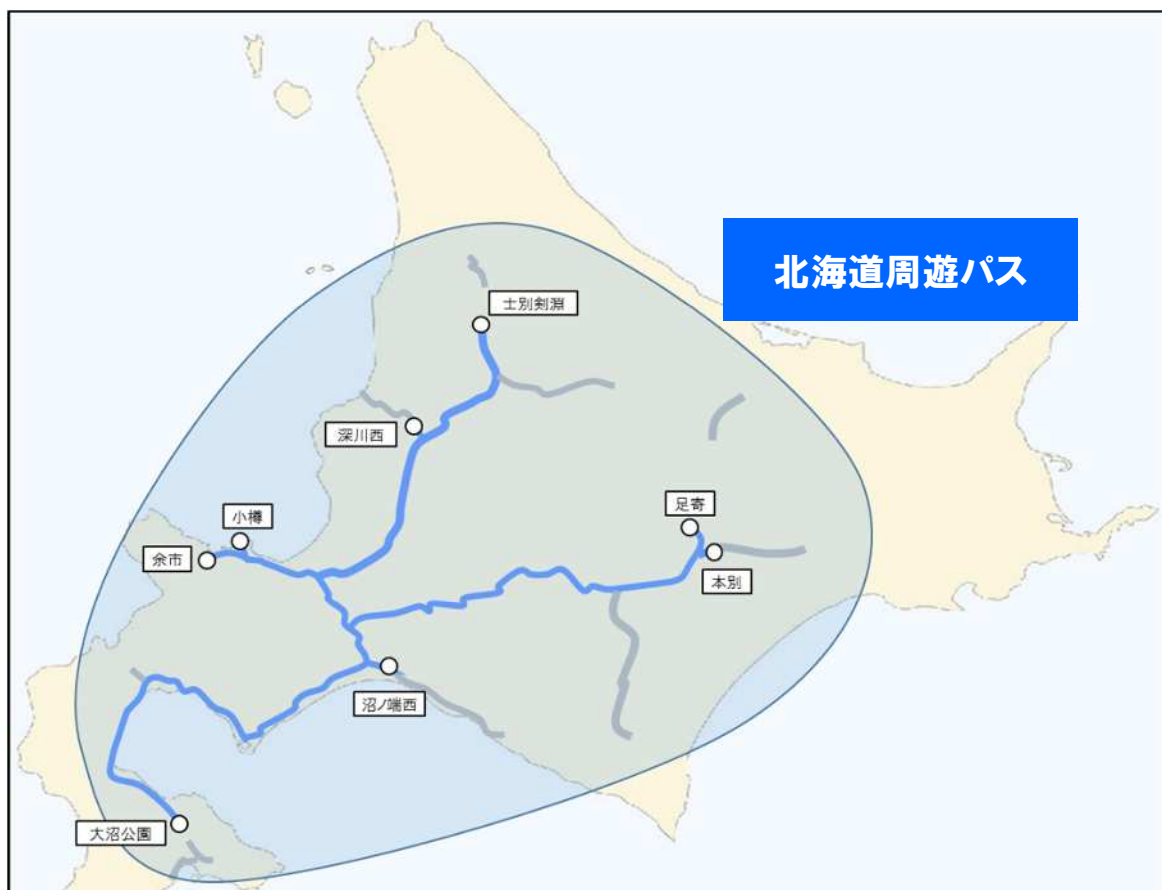 北海道周遊パス
士別剣淵
深川西
小樽
余市
足寄
本別
沼ノ端西
大沼公園